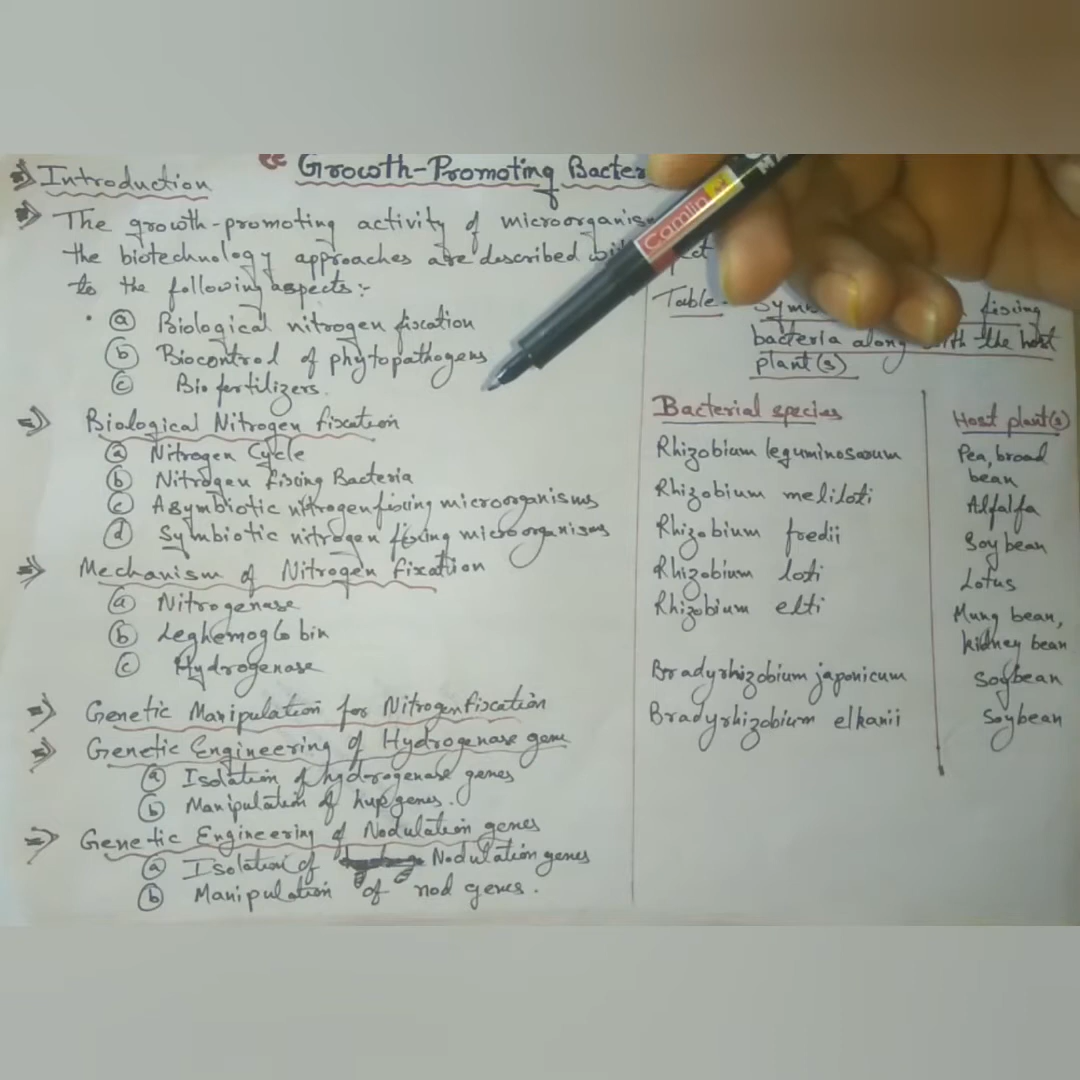 Growth-Promoting Bacter
Introduction
The growth-promoting activity of microorganism
the biotechnology approaches are described
to the following aspects:-
(a) Biological nitrogen fixation
(b) Biocontrol of phytopathogens
(c) Biofertilizers.
Biological Nitrogen fixation
(a) Nitrogen Cycle
(b) Nitrogen fixing Bacteria
(c) Asymbiotic nitrogen fixing microorganisms
(d) Symbiotic nitrogen fixing microorganisms
Mechanism of Nitrogen fixation
(a) Nitrogenase
(b) Leghemoglobin
(c) Hydrogenase
Genetic Manipulation for Nitrogen fixation
Genetic Engineering of Hydrogenase gene
(a) Isolation of hydrogenase genes
(b) Manipulation of hup genes.
Genetic Engineering of Nodulation genes
(a) Isolation of Nodulation genes
(b) Manipulation of nod genes.
Table- fixing
bacteria along with the host
plant(s)
Bacterial species Host plant(s)
Rhizobium leguminosarum Pea, broad
bean
Rhizobium meliloti Alfalfa
Rhizobium fredii Soybean
Rhizobium loti Lotus
Rhizobium elti Mung bean,
kidney bean
Bradyrhizobium japonicum Soybean
Bradyrhizobium elkanii Soybean
Camlin